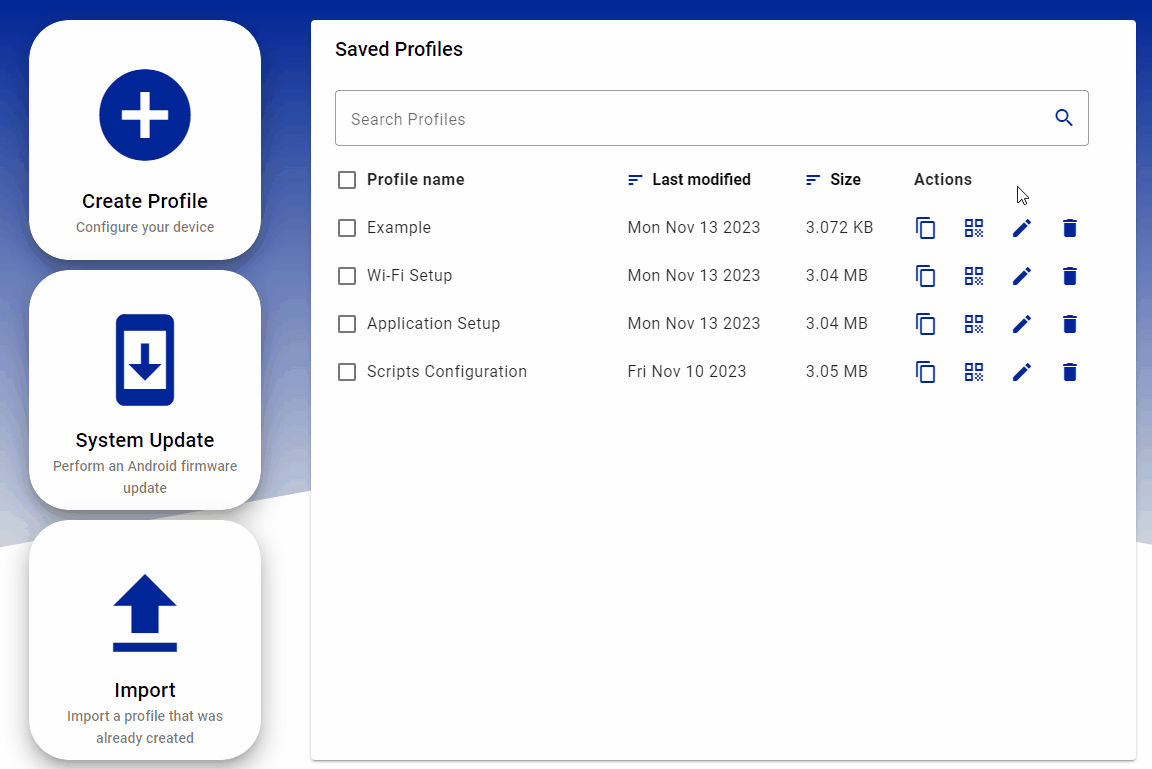 Create Profile
Configure your device
System Update
Perform an Android firmware
update
Import
Import a profile that was
already created
Saved Profiles
Search Profiles
Profile name Last modified Size Actions
Example Mon Nov 13 2023 3.072 KB
Wi-Fi Setup Mon Nov 13 2023 3.04 MB
Application Setup Mon Nov 13 2023 3.04 MB
Scripts Configuration Fri Nov 10 2023 3.05 MB